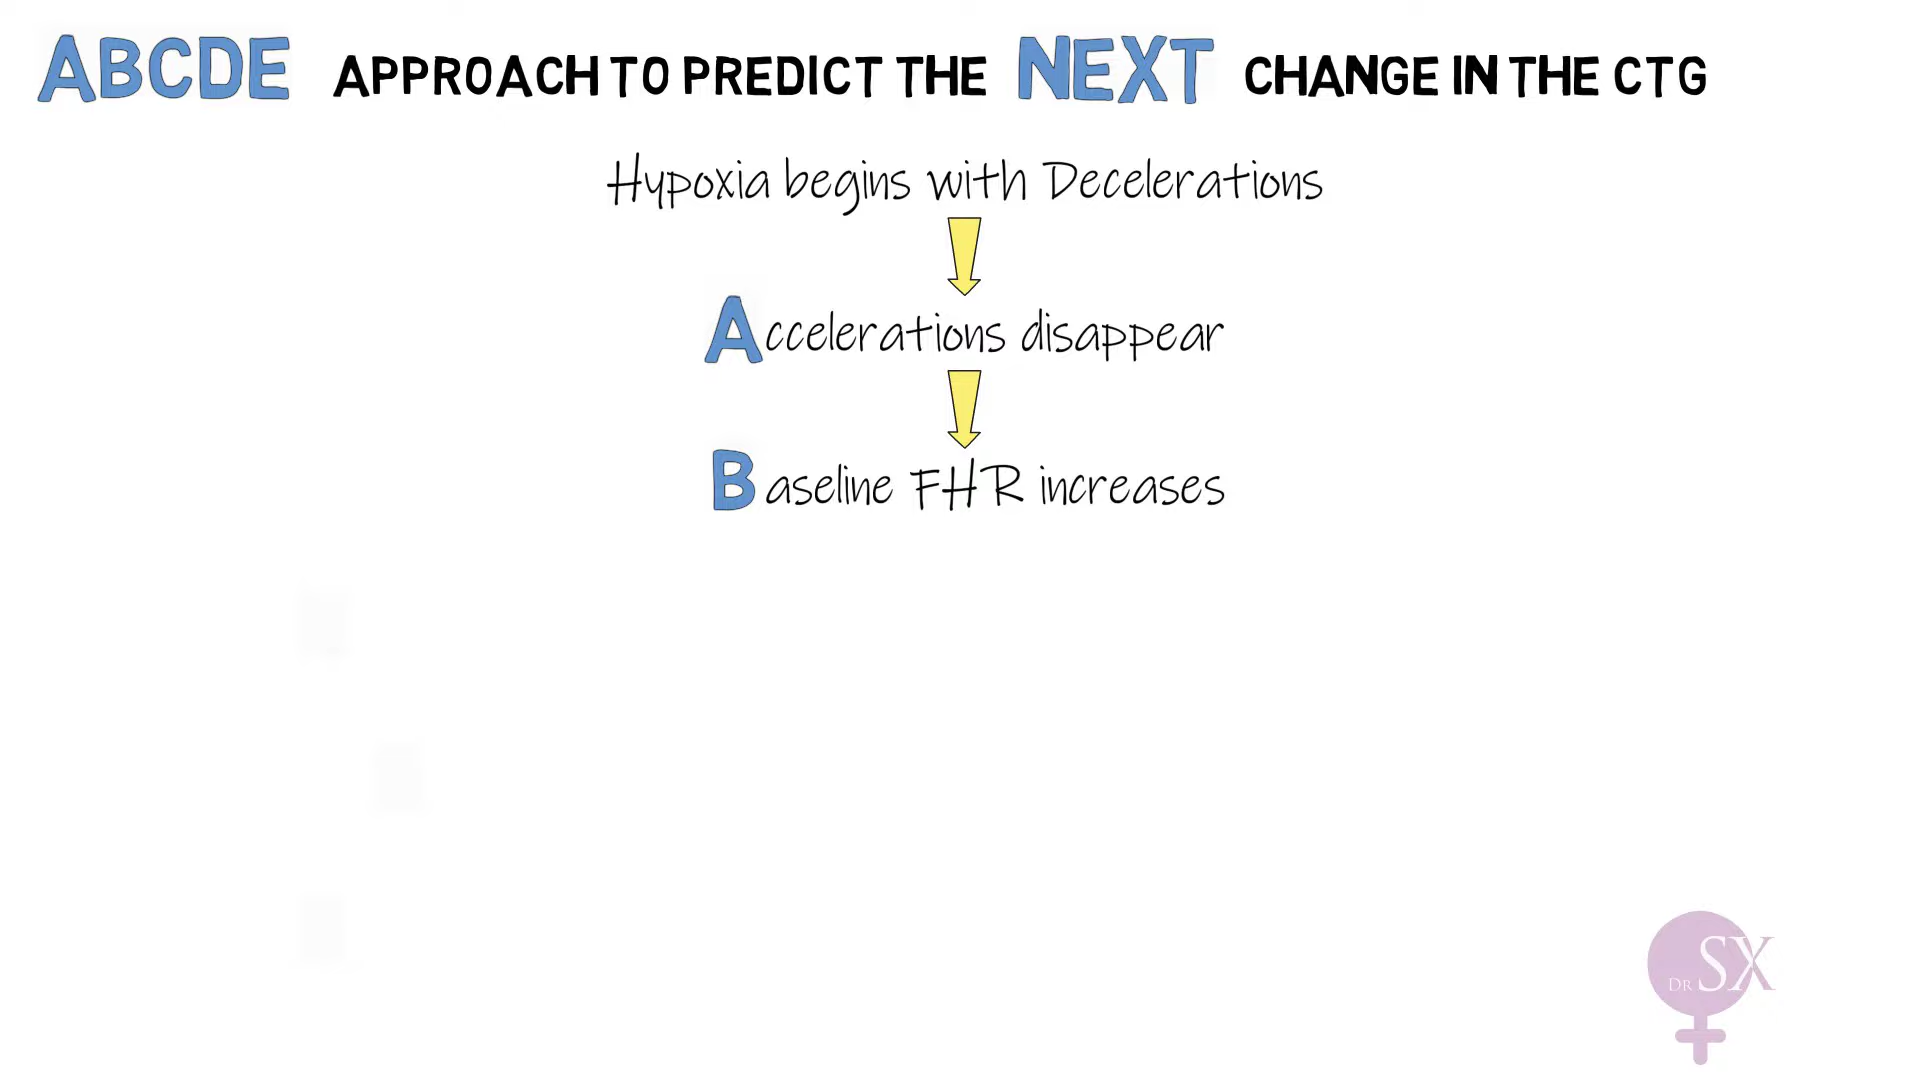 ABCDE APPROACH TO PREDICT THE NEXT CHANGE IN THE CTG
Hypoxia begins with Decelerations
Accelerations disappear
Baseline FHR increases
DR SX